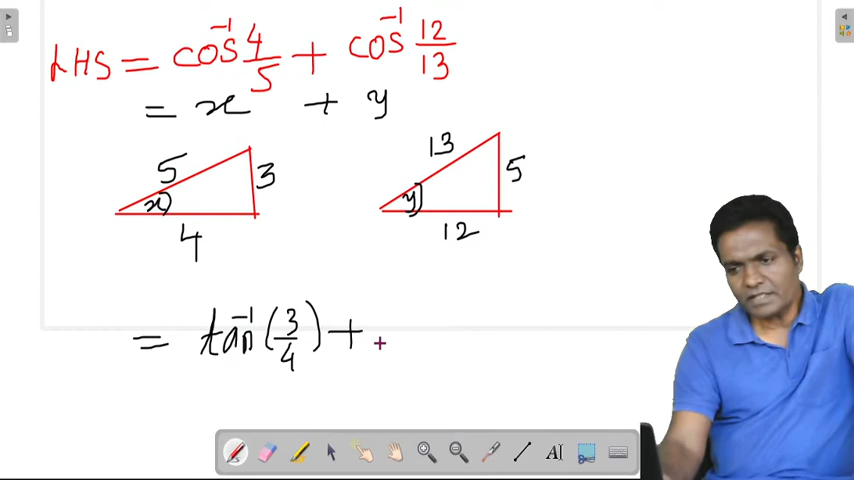 LHS = cos⁻¹ 4/5 + cos⁻¹ 12/13
= x + y
5 3 13 5
x y
4 12
= tan⁻¹ (3/4) +
A